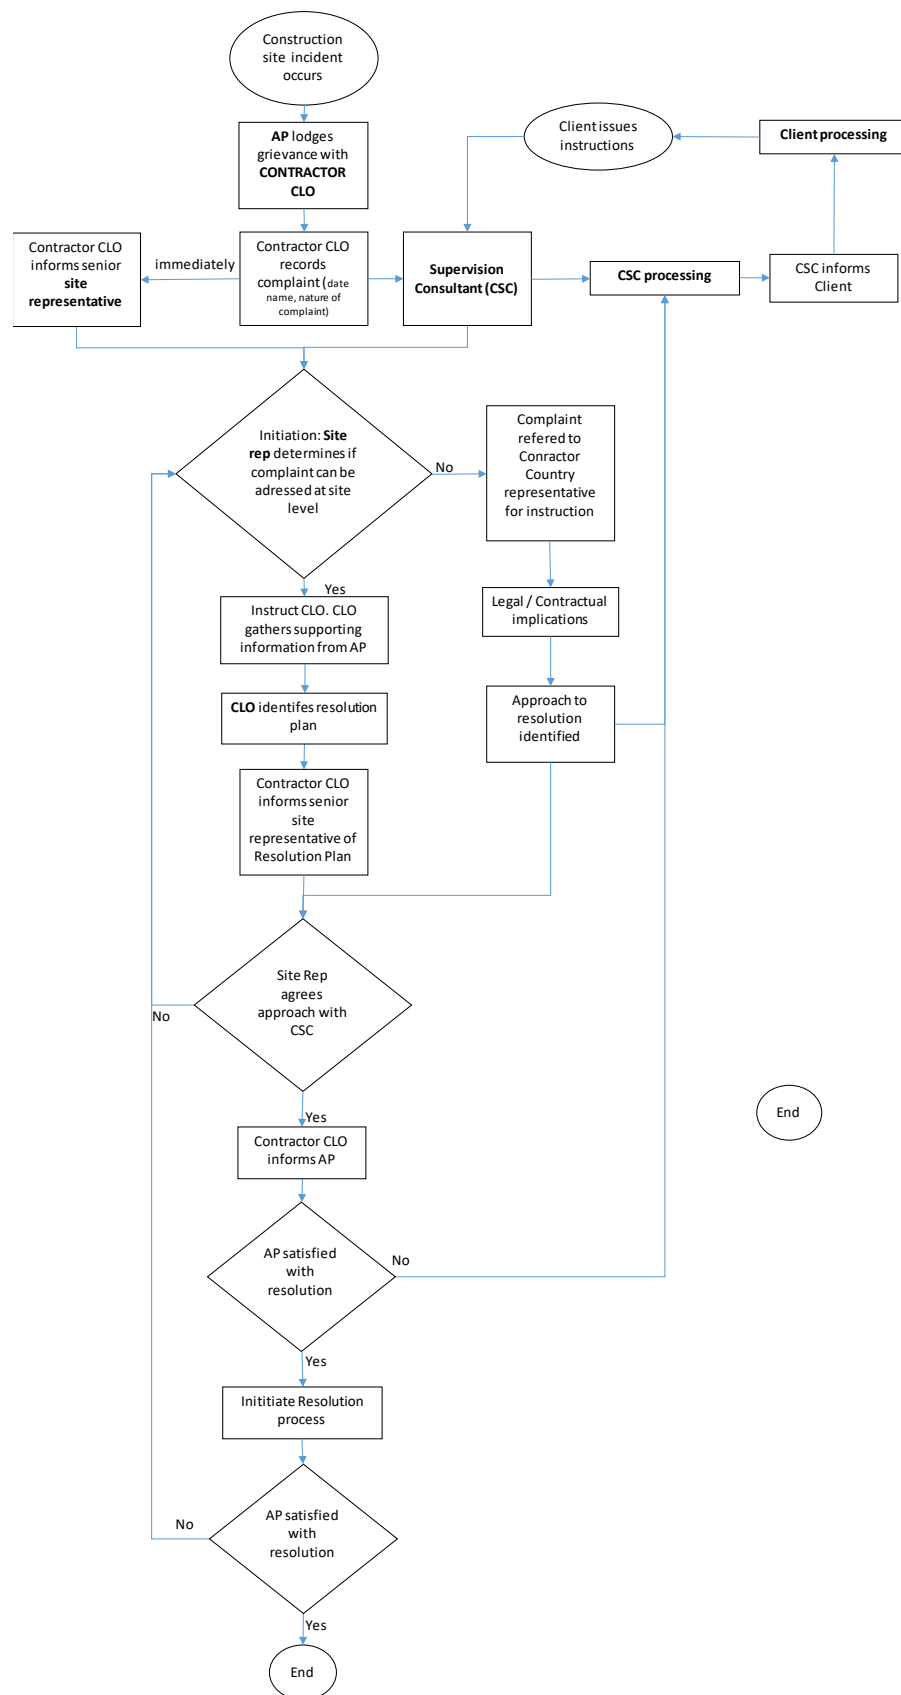 Construction
site incident
occurs
AP lodges
grievance with
CONTRACTOR
CLO
Client issues
instructions
Client processing
Contractor CLO
informs senior
site
representative
immediately
Contractor CLO
records
complaint (date
name, nature of
complaint)
Supervision
Consultant (CSC)
CSC processing
CSC informs
Client
Initiation: Site
rep determines if
complaint can be
adressed at site
level
No
Complaint
refered to
Conractor
Country
representative
for instruction
Yes
Instruct CLO. CLO
gathers supporting
information from AP
Legal / Contractual
implications
CLO identifes resolution
plan
Approach to
resolution
identified
Contractor CLO
informs senior
site
representative of
Resolution Plan
Site Rep
agrees
approach with
CSC
No
Yes
Contractor CLO
informs AP
End
AP satisfied
with
resolution
No
Yes
Inititiate Resolution
process
AP satisfied
with
resolution
No
Yes
End